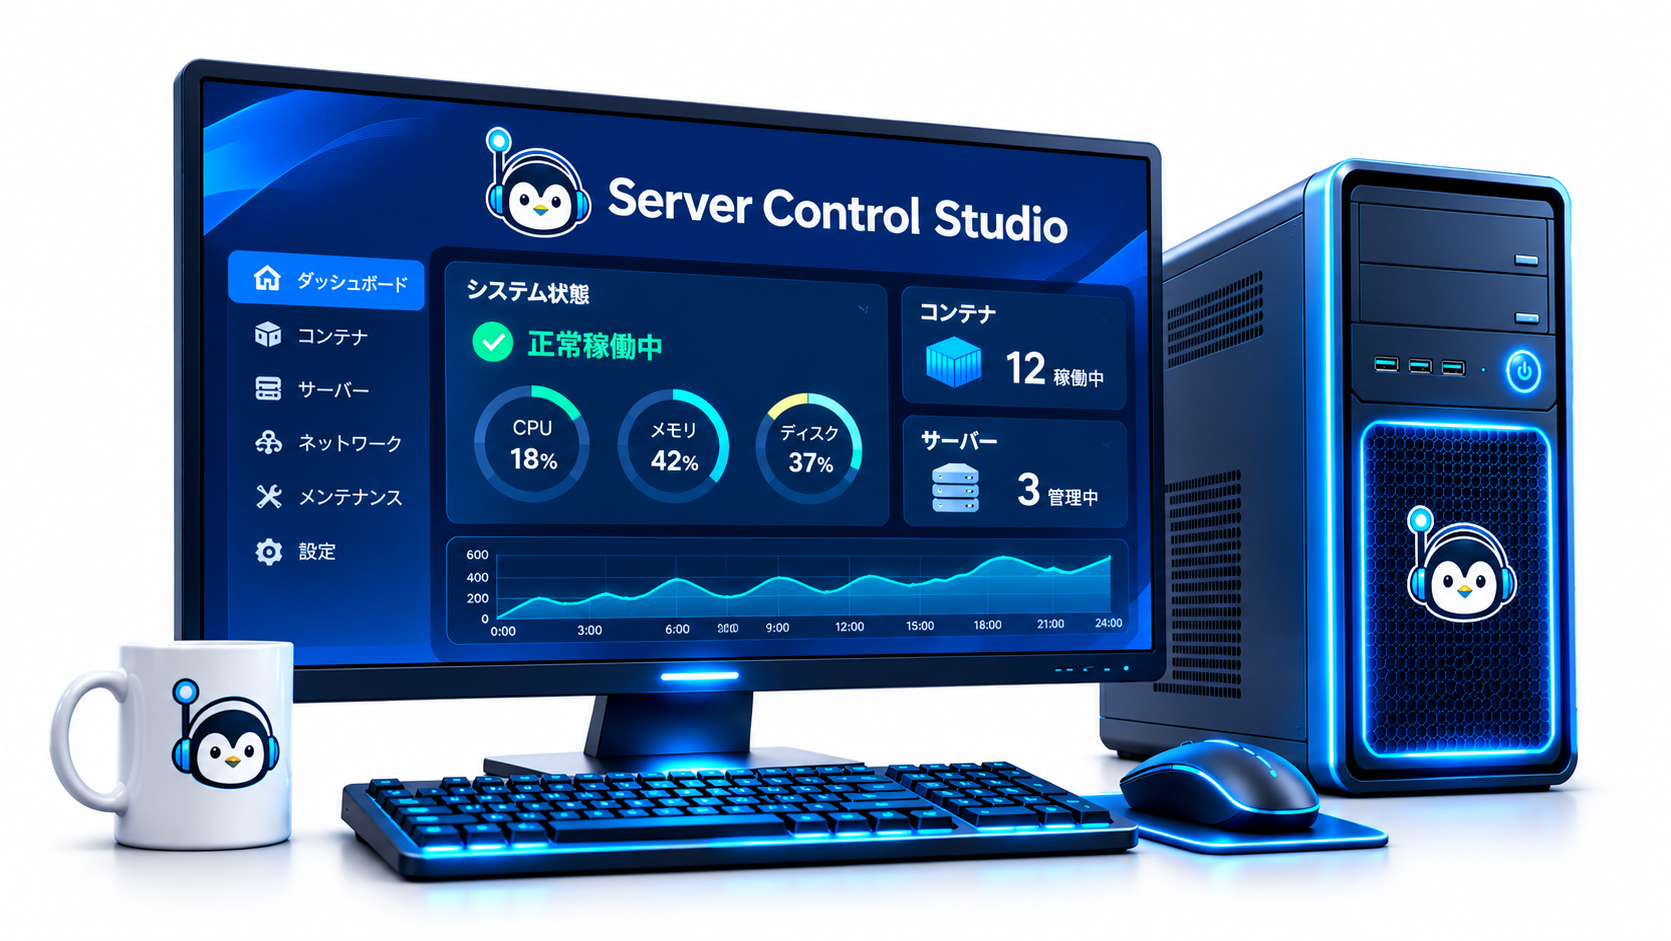 Server Control Studio
ダッシュボード
コンテナ
サーバー
ネットワーク
メンテナンス
設定
システム状態
正常稼働中
CPU
18%
メモリ
42%
ディスク
37%
コンテナ
12 稼働中
サーバー
3 管理中
600
400
200
0
0:00 3:00 6:00 9:00 12:00 15:00 18:00 21:00 24:00